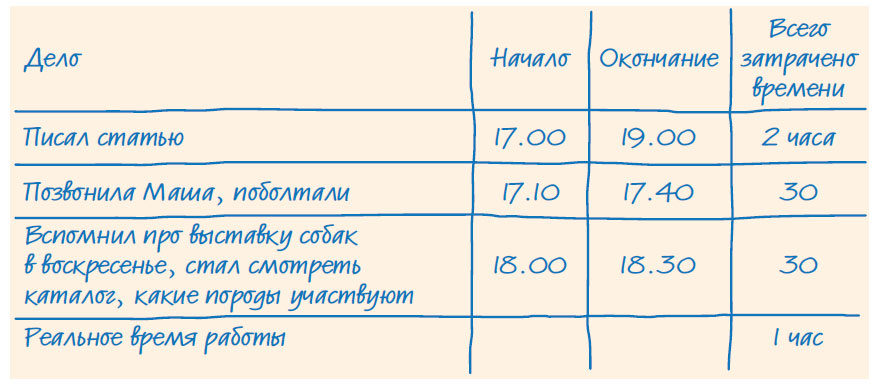 Дело Начало Окончание Всего
затрачено
времени
Писал статью 17.00 19.00 2 часа
Позвонила Маша, поболтали 17.10 17.40 30
Вспомнил про выставку собак
в воскресенье, стал смотреть 18.00 18.30 30
каталог, какие породы участвуют
Реальное время работы 1 час